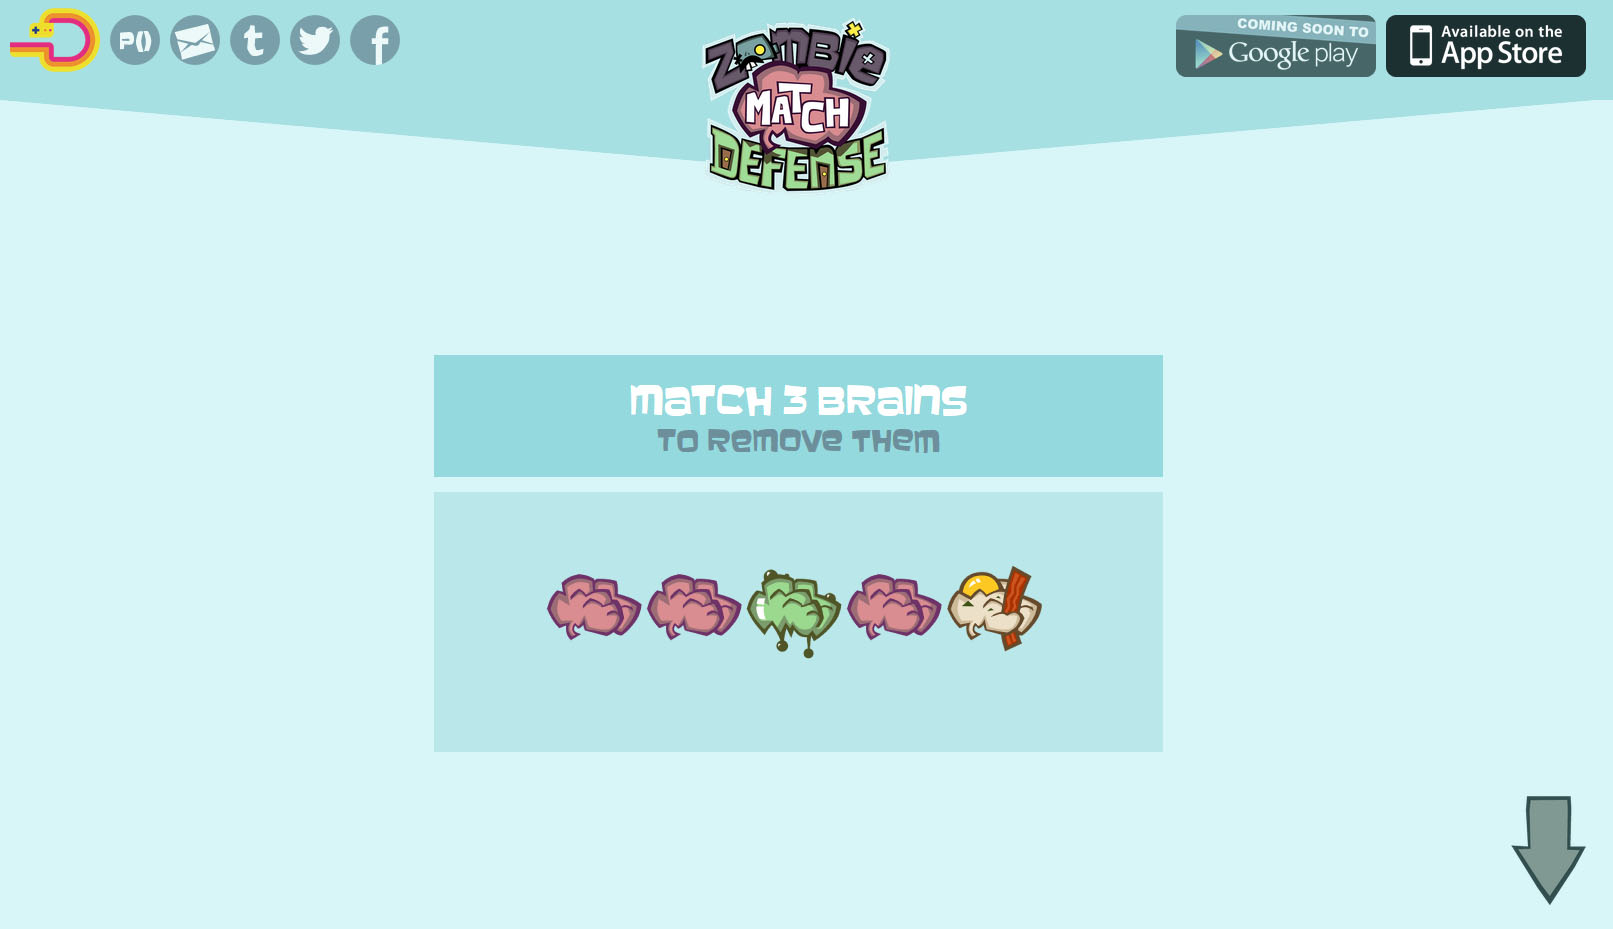 P()
t
f
ZOMBIE
MATCH
DEFENSE
COMING SOON TO
Google play
Available on the
App Store
MATCH 3 BRAINS
TO REMOVE THEM